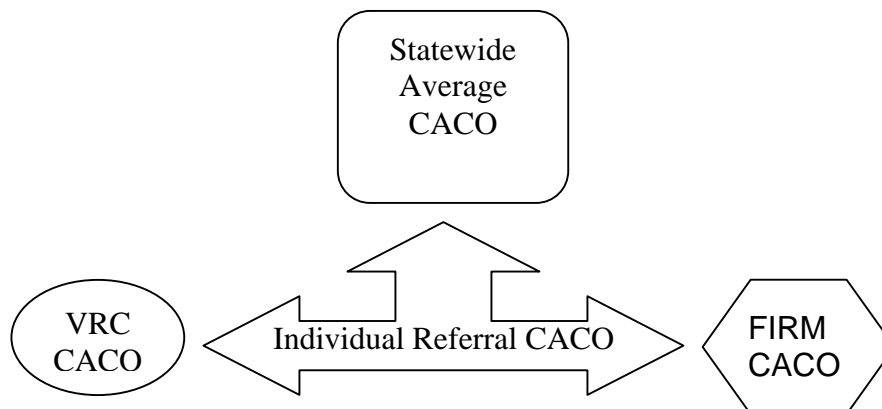 Statewide
Average
CACO
VRC
CACO
Individual Referral CACO
FIRM
CACO